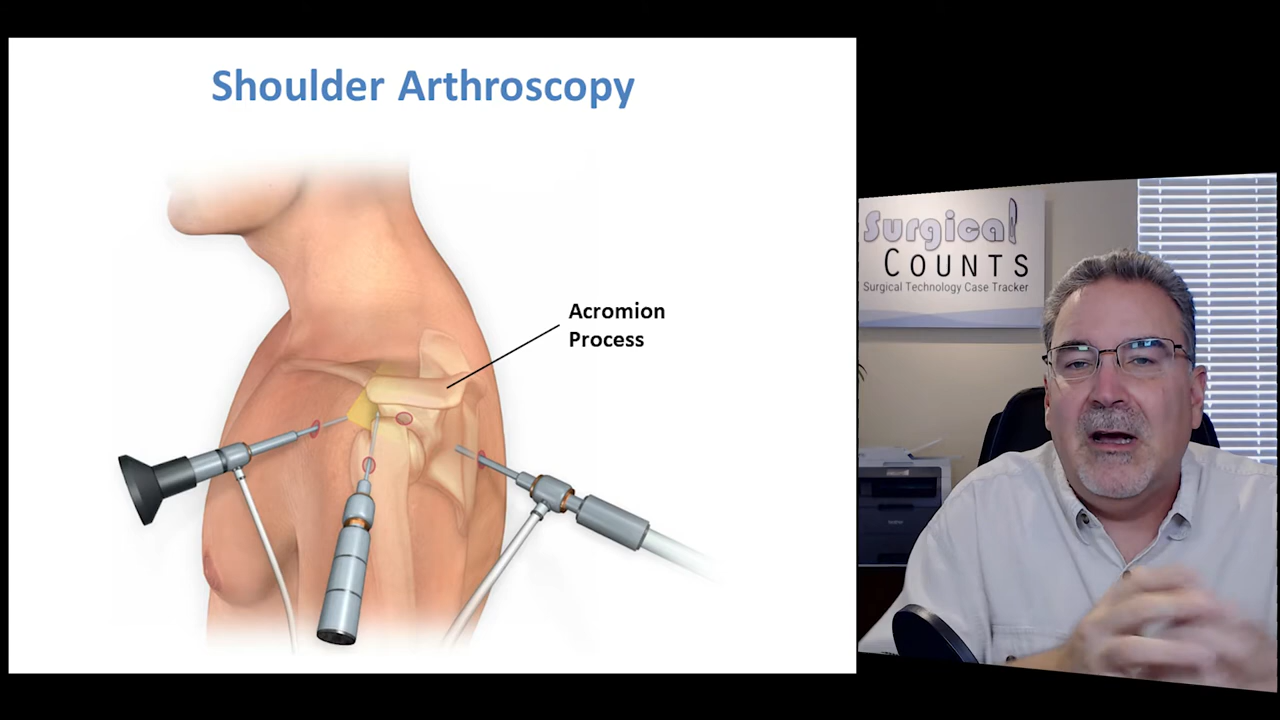 Shoulder Arthroscopy
Acromion
Process
Surgical
COUNTS
Surgical Technology Case Tracker